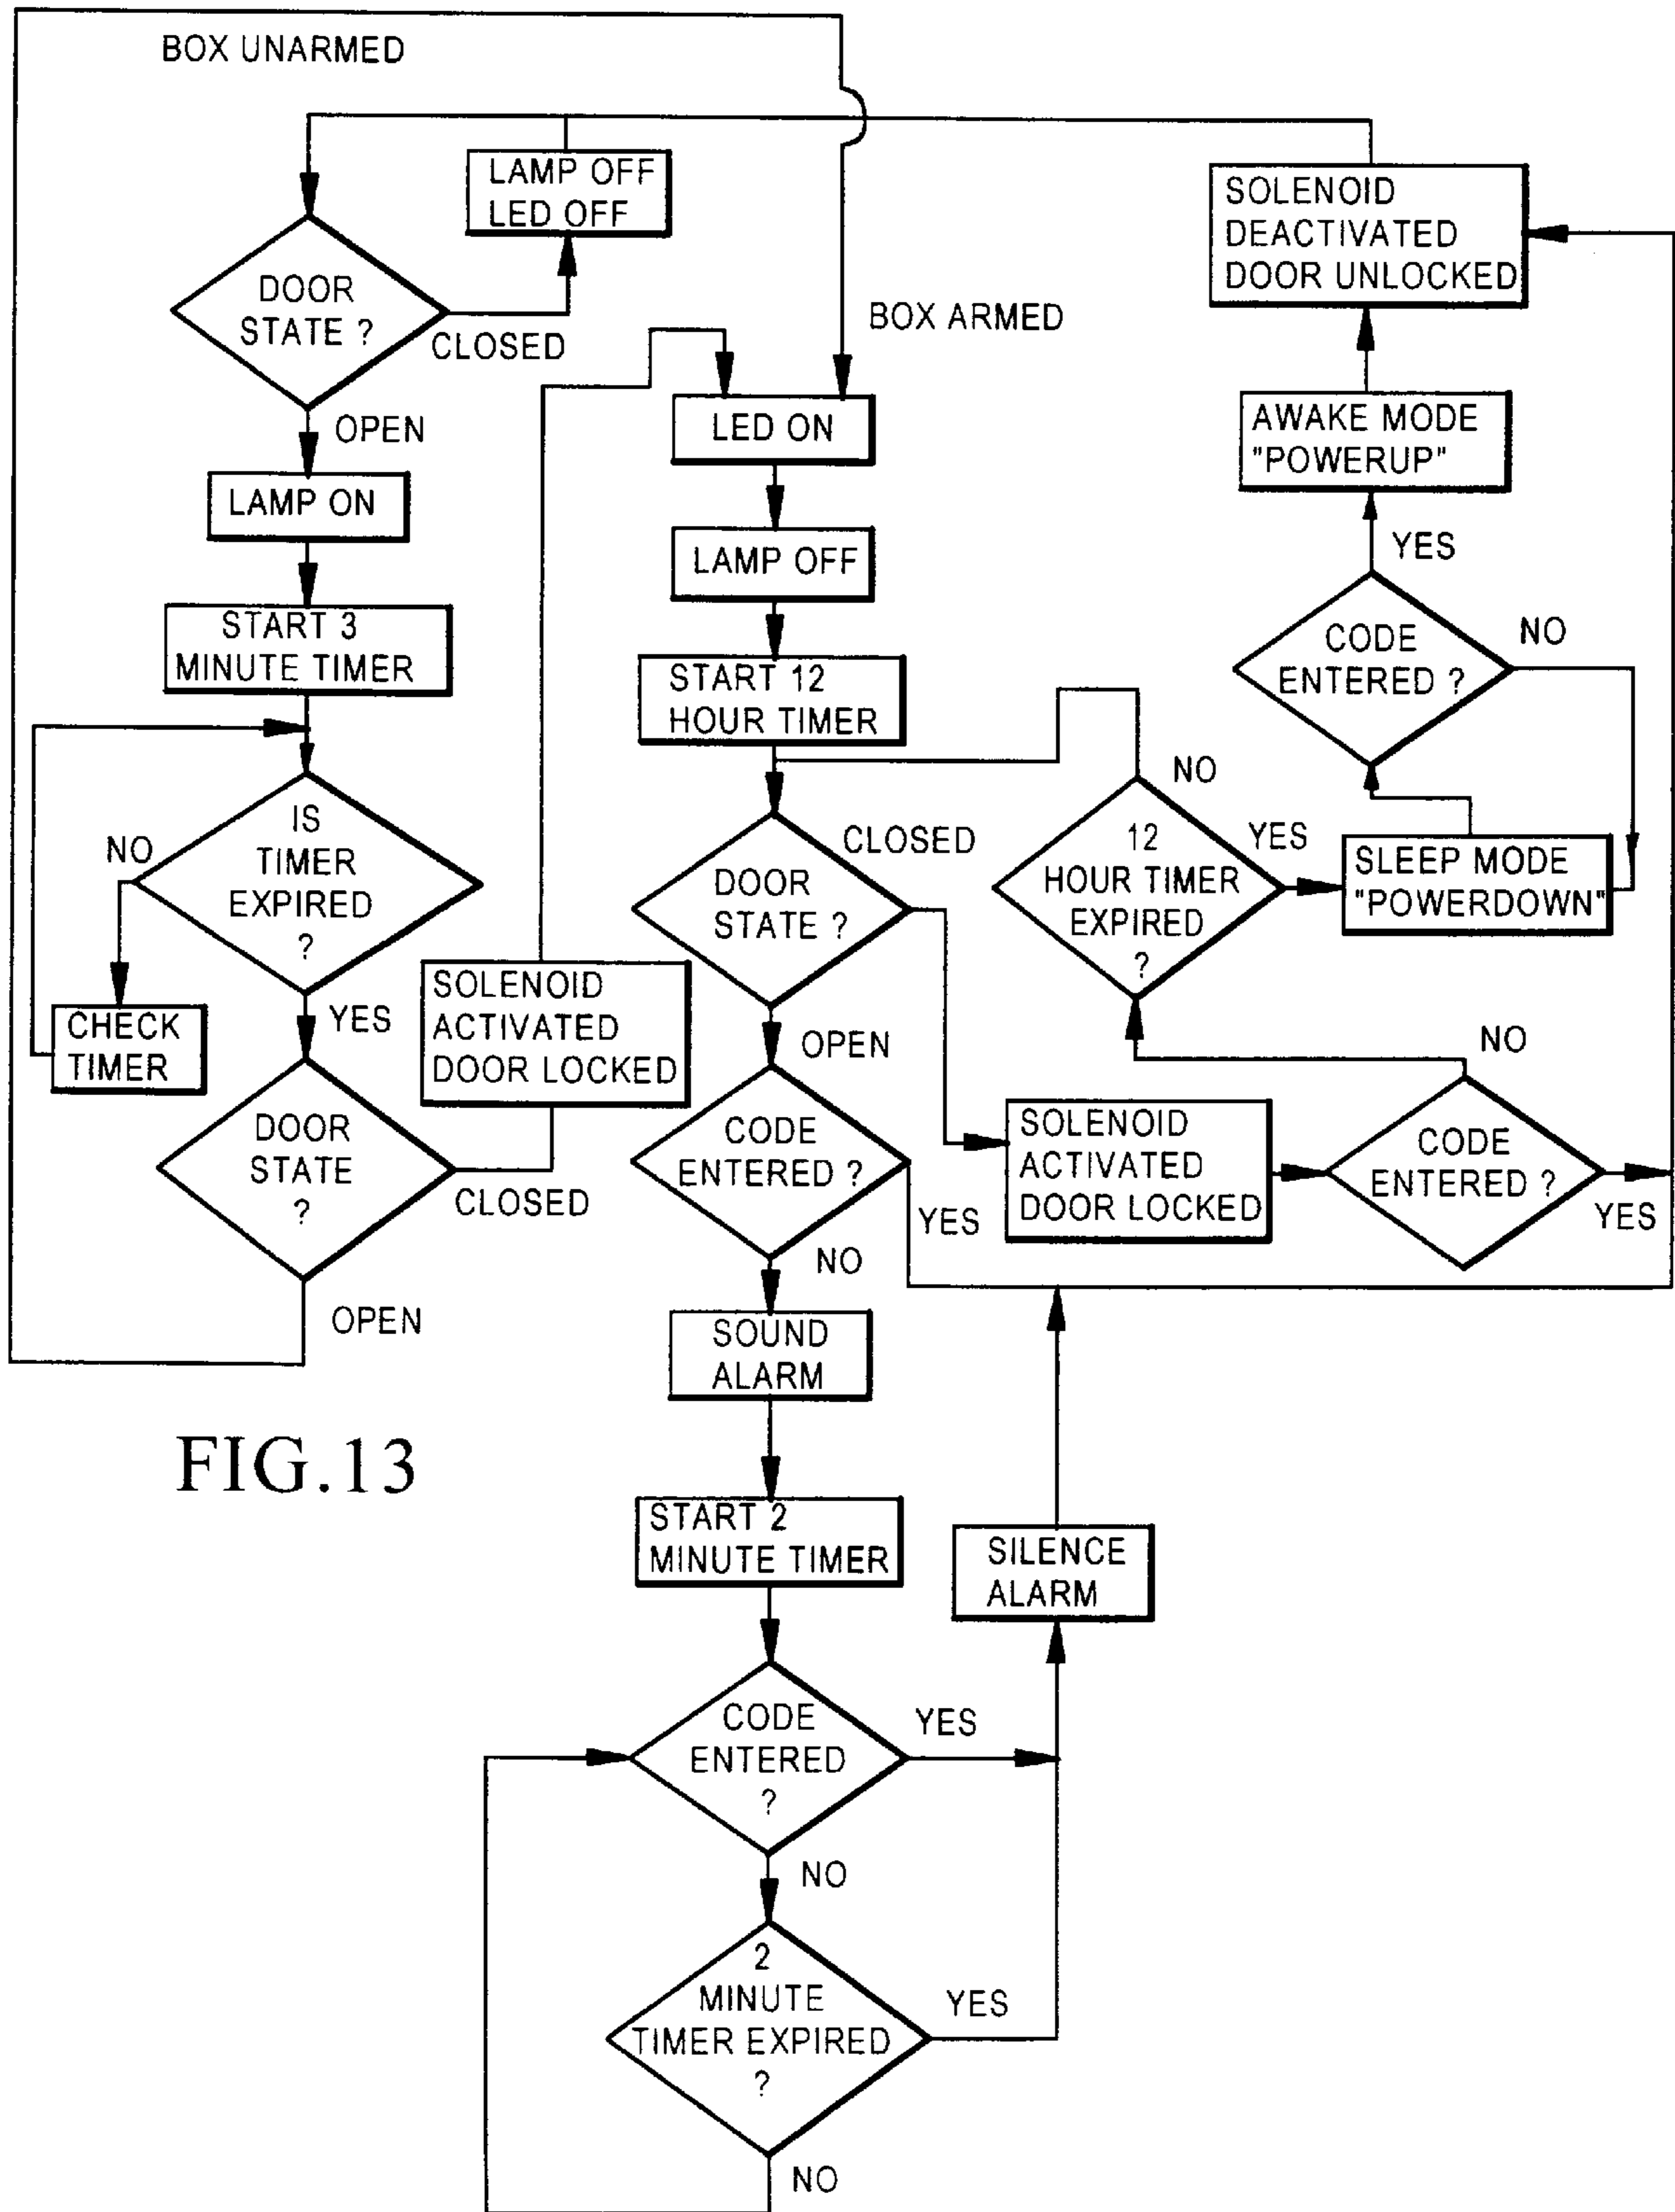 BOX UNARMED
LAMP OFF
LED OFF
DOOR
STATE ?
CLOSED
OPEN
LAMP ON
START 3
MINUTE TIMER
IS
TIMER
EXPIRED
?
NO
CHECK
TIMER
YES
DOOR
STATE
?
CLOSED
OPEN
SOLENOID
ACTIVATED
DOOR LOCKED
BOX ARMED
LED ON
LAMP OFF
START 12
HOUR TIMER
DOOR
STATE ?
CLOSED
OPEN
CODE
ENTERED ?
YES
NO
SOUND
ALARM
START 2
MINUTE TIMER
CODE
ENTERED
?
YES
NO
2
MINUTE
TIMER EXPIRED
?
YES
NO
SILENCE
ALARM
SOLENOID
ACTIVATED
DOOR LOCKED
CODE
ENTERED ?
YES
NO
12
HOUR TIMER
EXPIRED
?
NO
YES
SLEEP MODE
"POWERDOWN"
CODE
ENTERED ?
NO
YES
AWAKE MODE
"POWERUP"
SOLENOID
DEACTIVATED
DOOR UNLOCKED
FIG.13